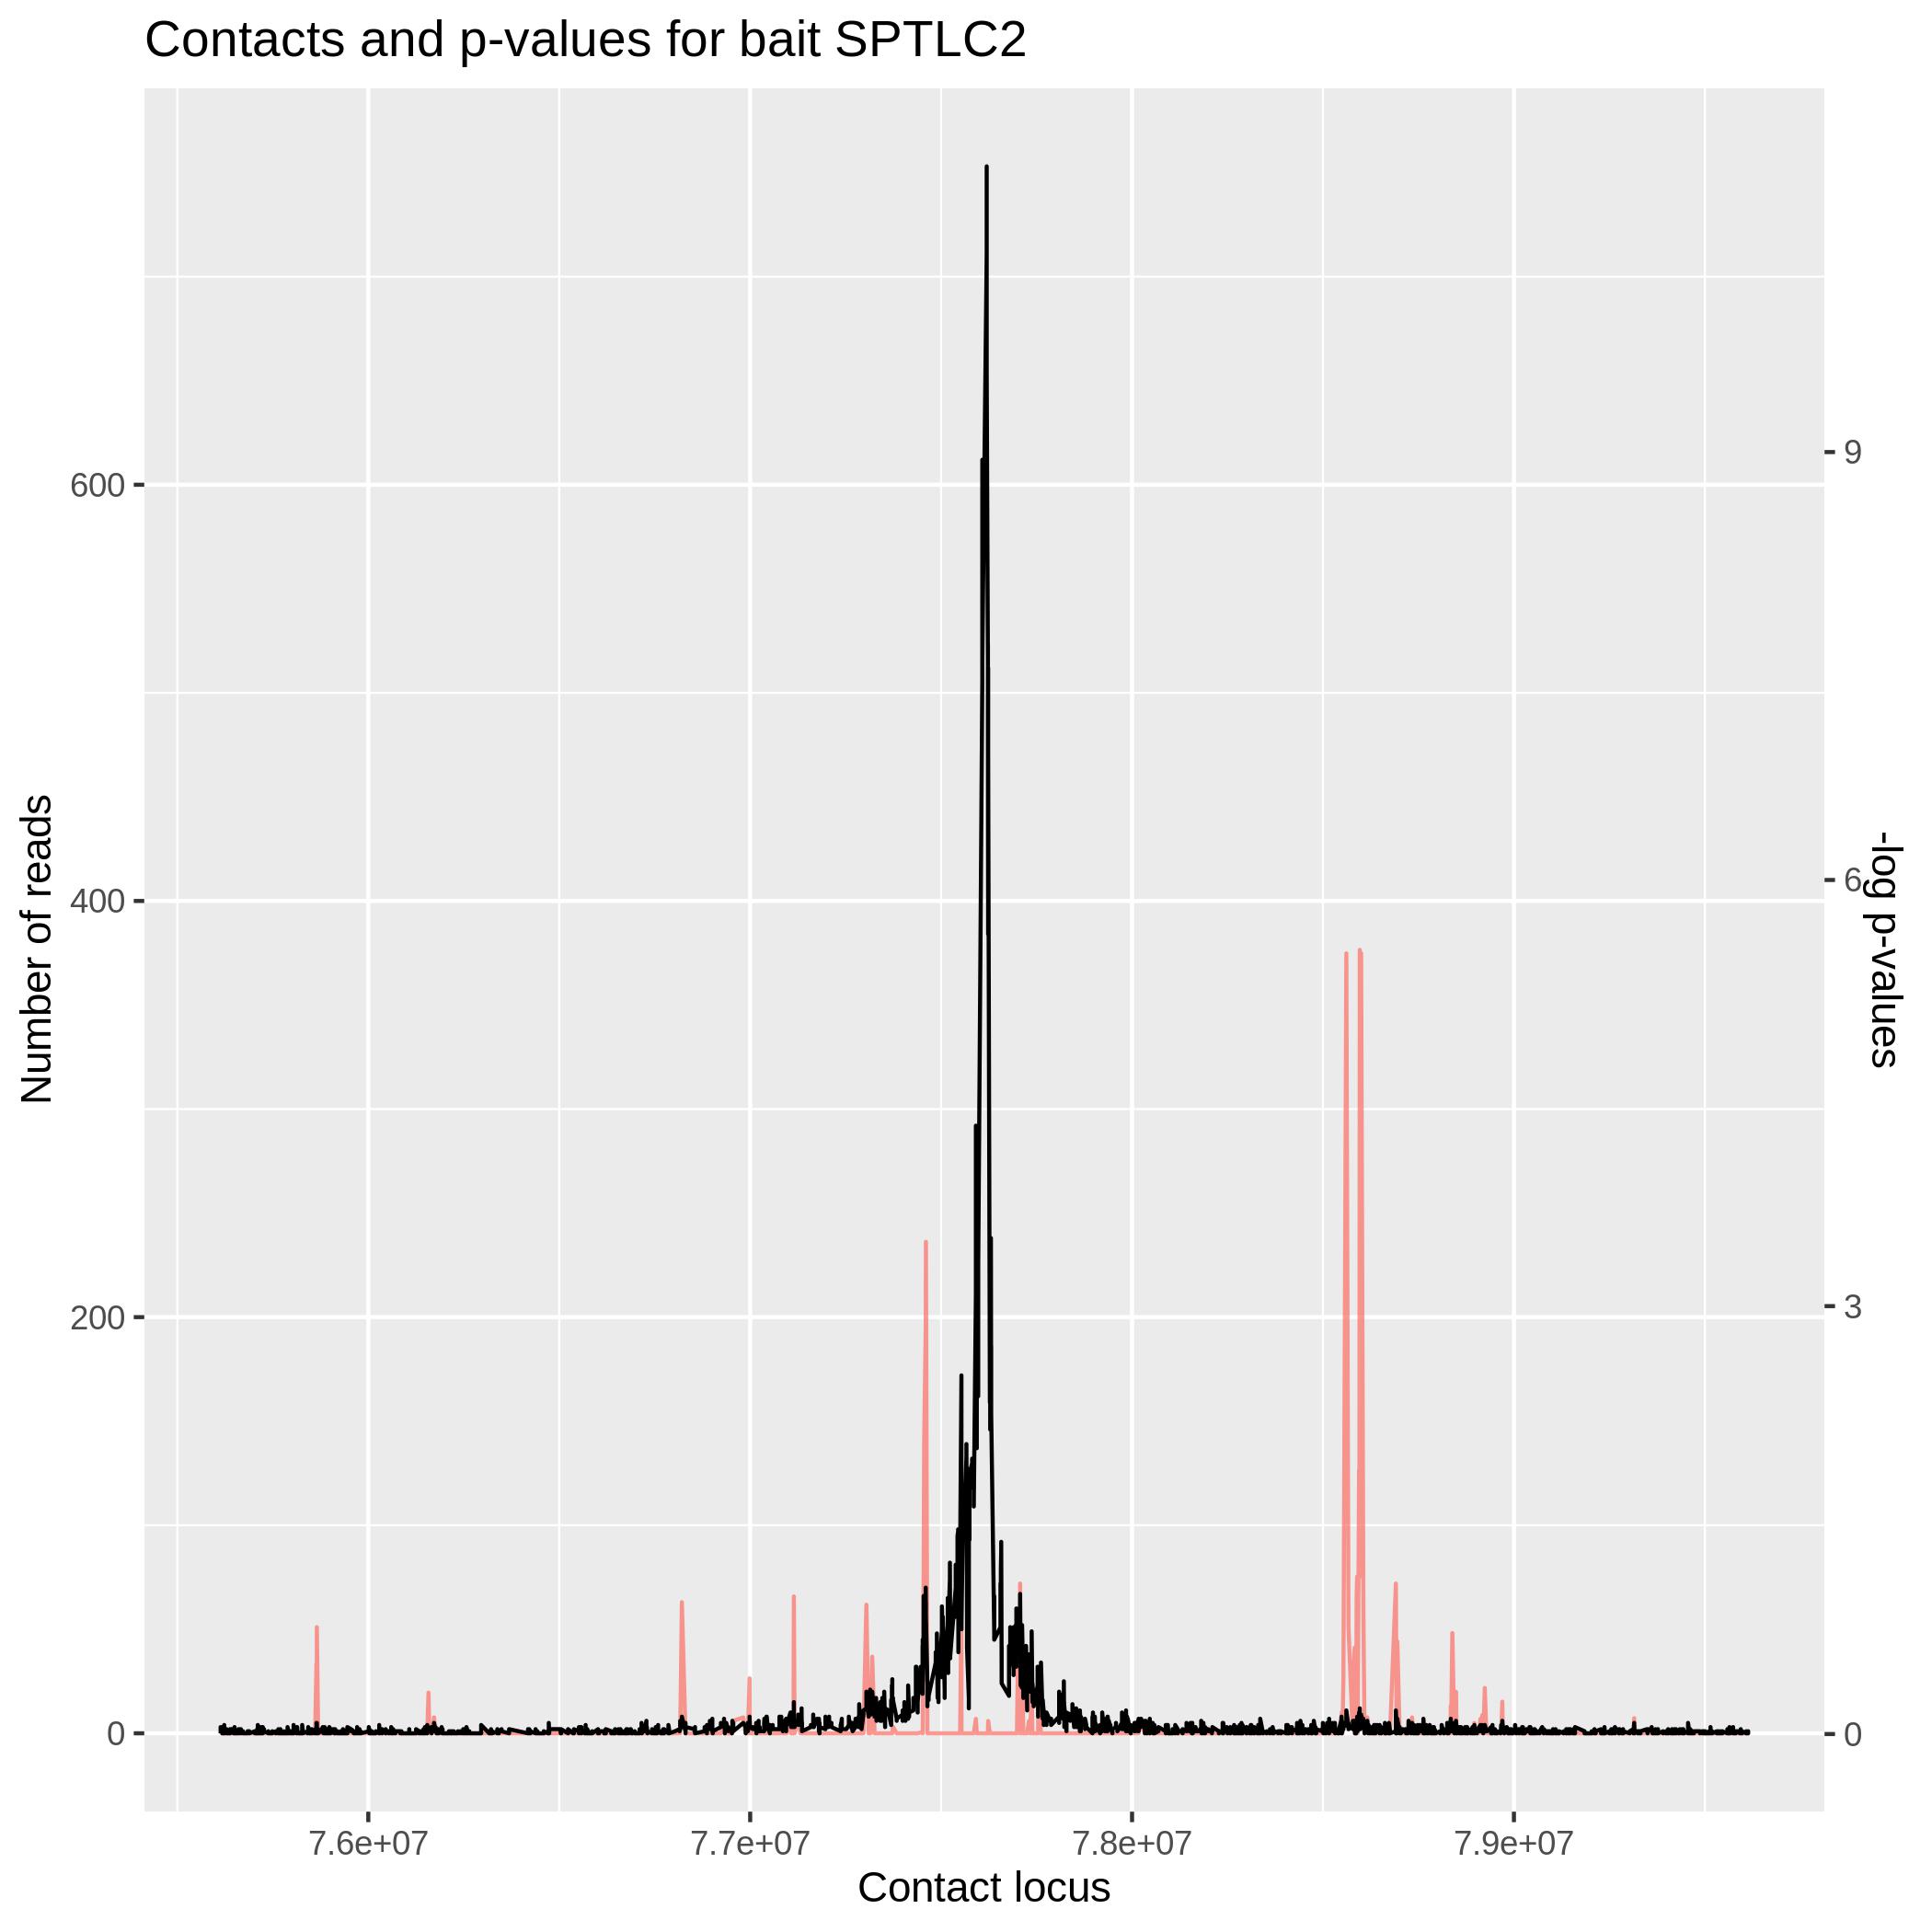 Contacts and p-values for bait SPTLC2
Number of reads
600
400
200
0
9
6
3
0
-log p-values
7.6e+07
7.7e+07
7.8e+07
7.9e+07
Contact locus